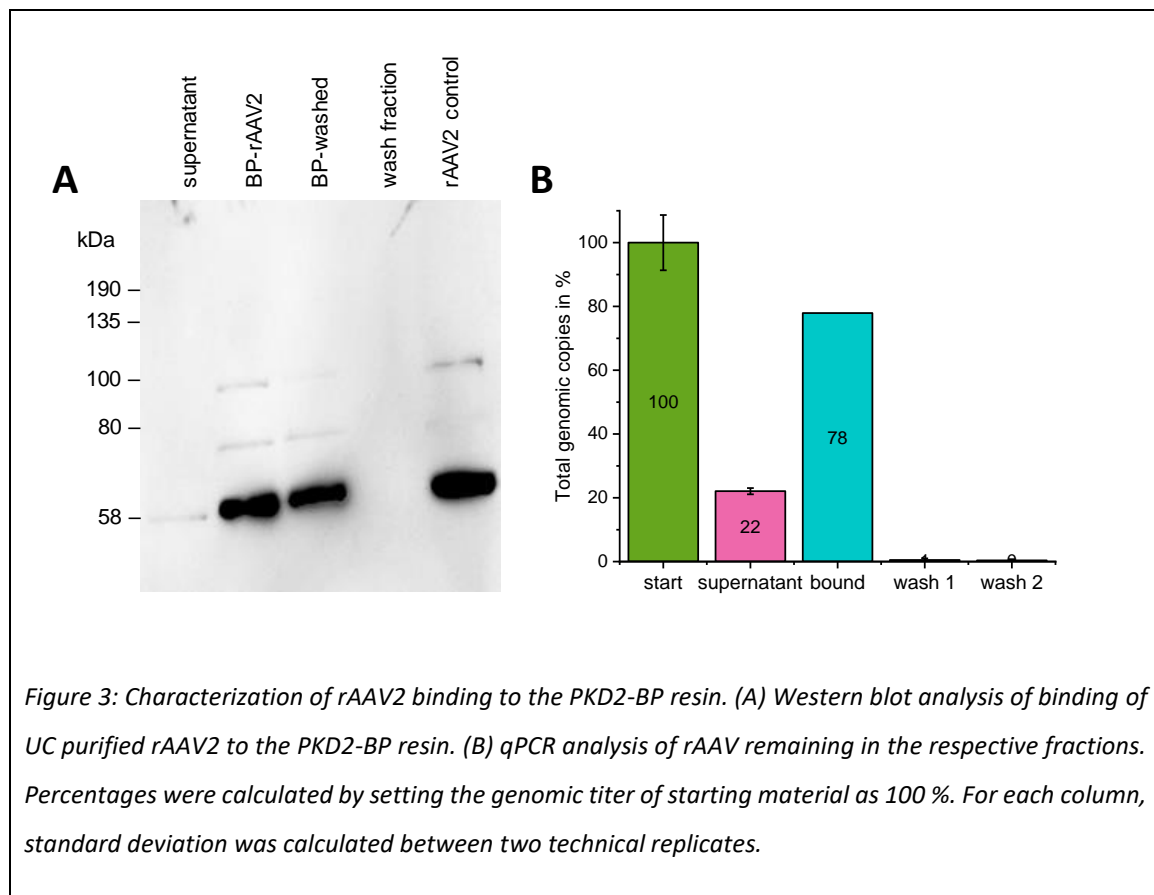 supernatant
BP-rAAV2
BP-washed
wash fraction
rAAV2 control
A
B
kDa
190
135
100
80
58
Total genomic copies in %
100
80
60
40
20
0
100
22
78
1
start
supernatant
bound
wash 1
wash 2
Figure 3: Characterization of rAAV2 binding to the PKD2-BP resin. (A) Western blot analysis of binding of
UC purified rAAV2 to the PKD2-BP resin. (B) qPCR analysis of rAAV remaining in the respective fractions.
Percentages were calculated by setting the genomic titer of starting material as 100 %. For each column,
standard deviation was calculated between two technical replicates.